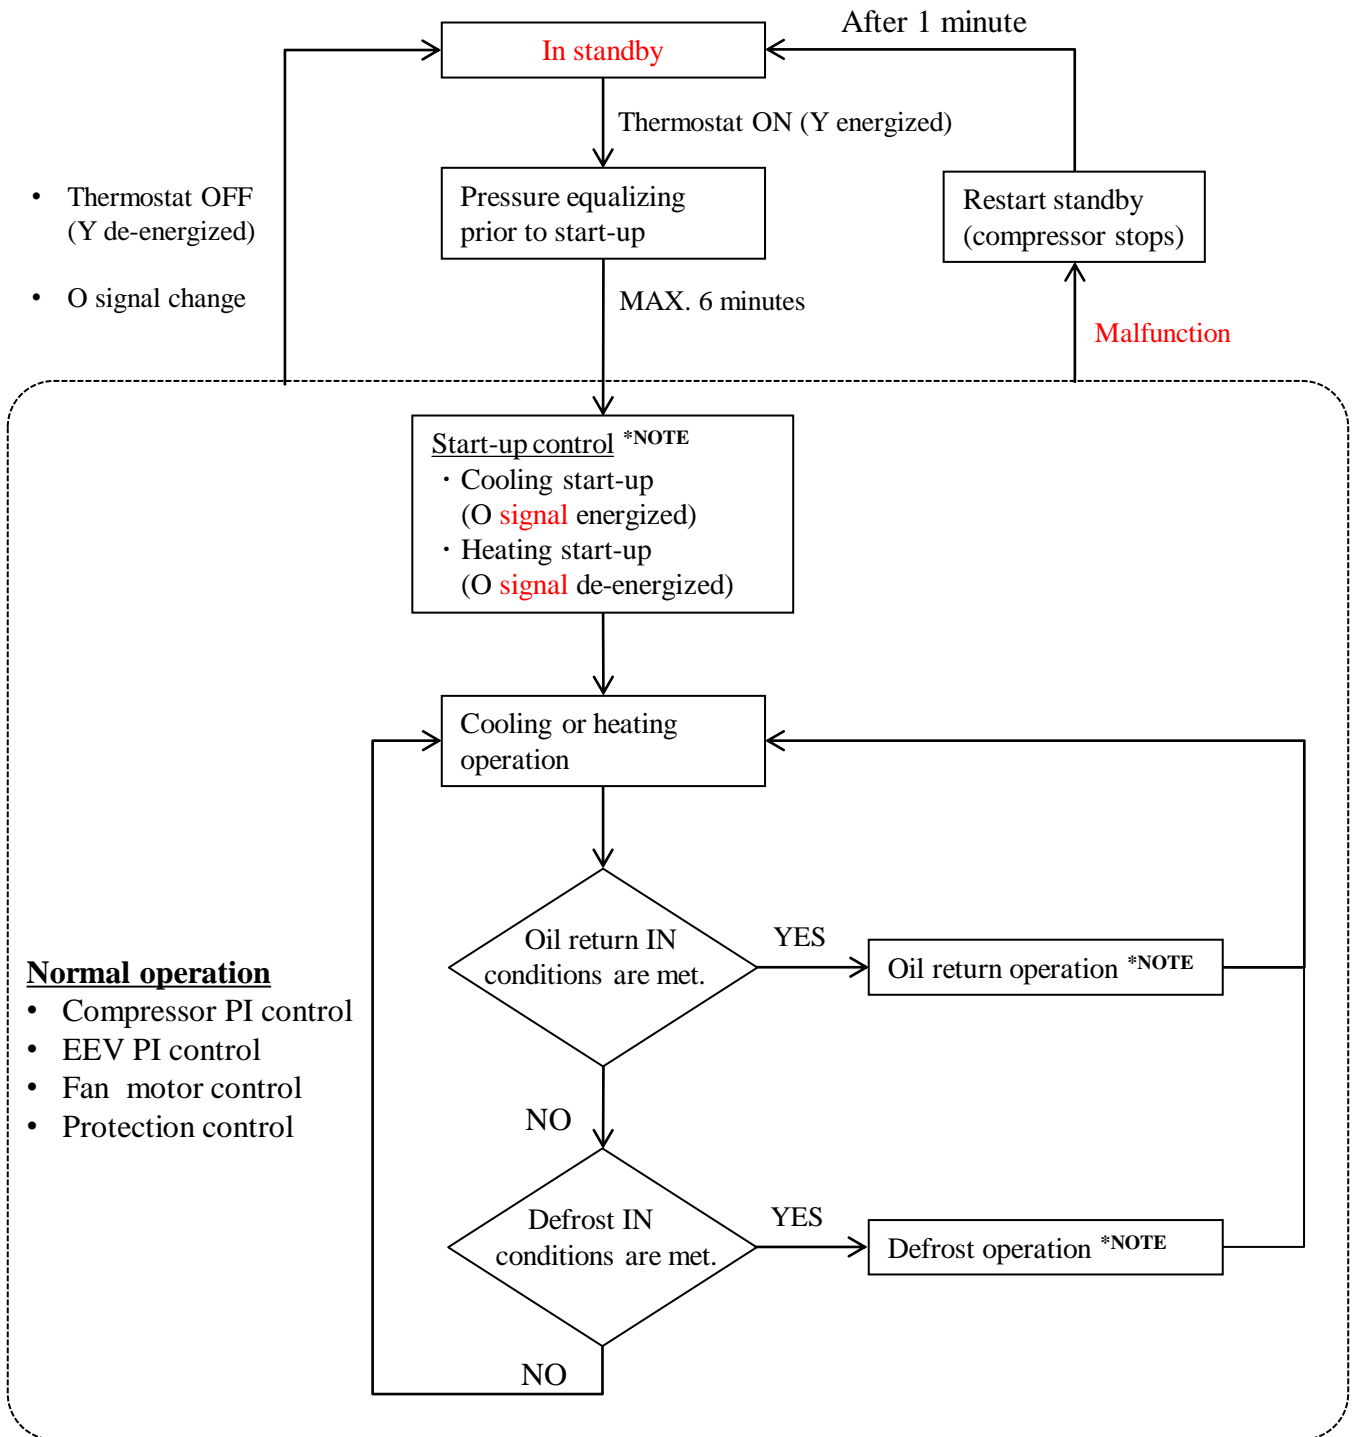 After 1 minute
In standby
Thermostat ON (Y energized)
• Thermostat OFF
(Y de-energized)
• O signal change
Pressure equalizing
prior to start-up
Restart standby
(compressor stops)
MAX. 6 minutes
Malfunction
Start-up control *NOTE
・Cooling start-up
(O signal energized)
・Heating start-up
(O signal de-energized)
Cooling or heating
operation
Oil return IN
conditions are met.
YES
Oil return operation *NOTE
Normal operation
• Compressor PI control
• EEV PI control
• Fan motor control
• Protection control
NO
Defrost IN
conditions are met.
YES
Defrost operation *NOTE
NO